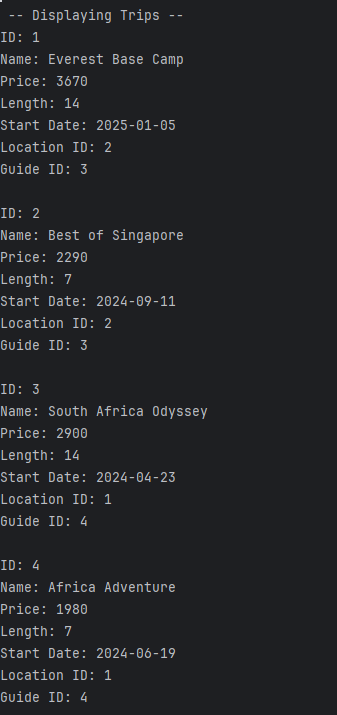 -- Displaying Trips --
ID: 1
Name: Everest Base Camp
Price: 3670
Length: 14
Start Date: 2025-01-05
Location ID: 2
Guide ID: 3

ID: 2
Name: Best of Singapore
Price: 2290
Length: 7
Start Date: 2024-09-11
Location ID: 2
Guide ID: 3

ID: 3
Name: South Africa Odyssey
Price: 2900
Length: 14
Start Date: 2024-04-23
Location ID: 1
Guide ID: 4

ID: 4
Name: Africa Adventure
Price: 1980
Length: 7
Start Date: 2024-06-19
Location ID: 1
Guide ID: 4